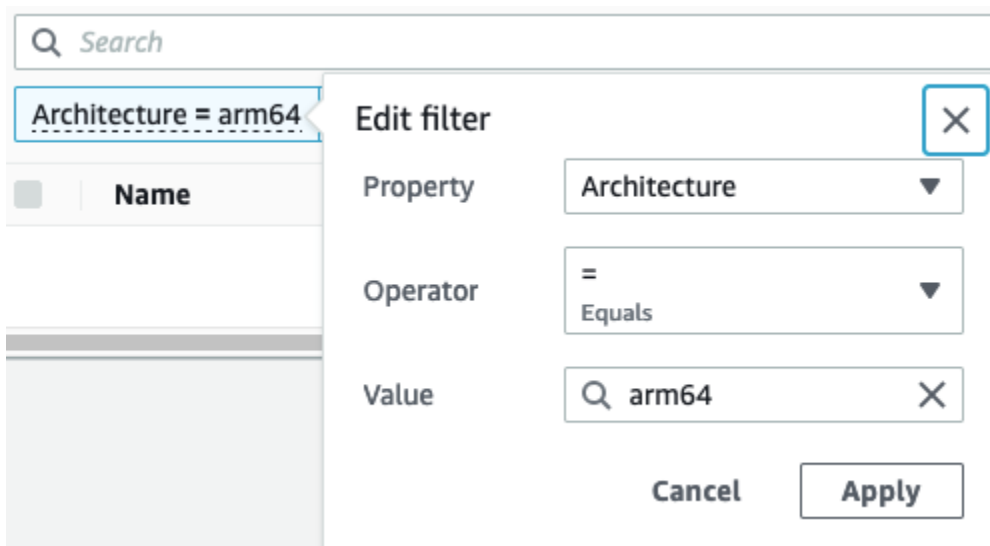 Search
Architecture = arm64
Name
Edit filter
Property
Architecture
Operator
=
Equals
Value
arm64
Cancel
Apply